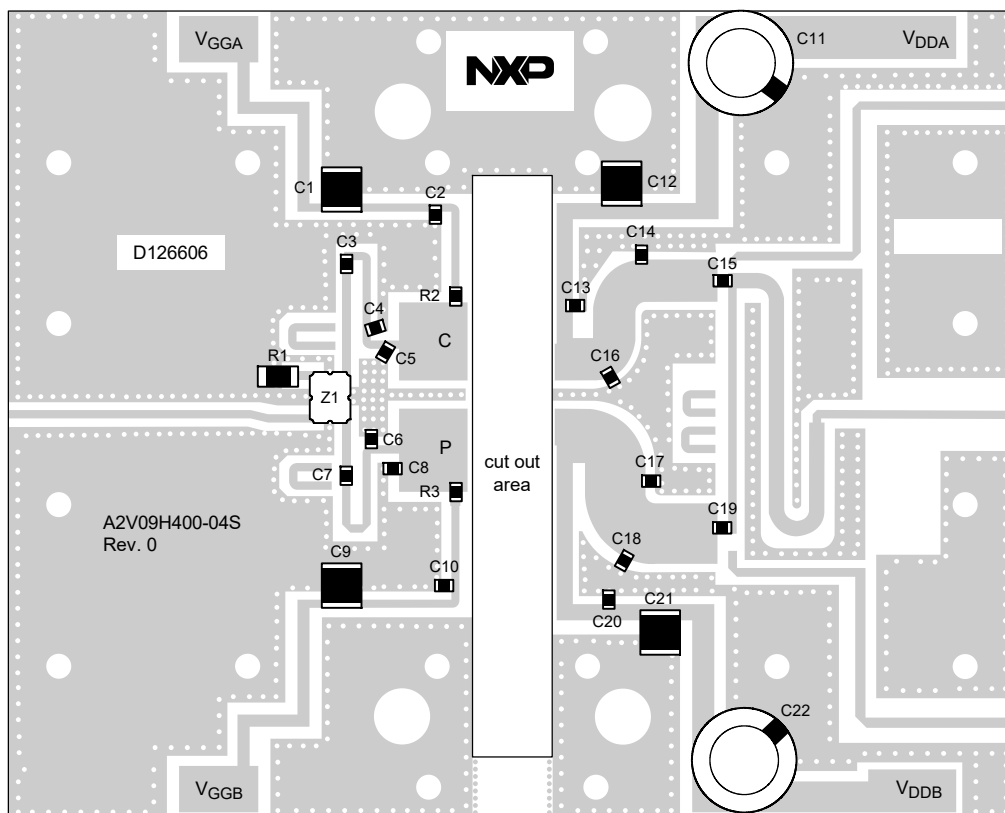 VGGA
C11
VDDA
NXP
C1
C2
C12
D126606
C3
C14
C15
R2
C13
C4
C
R1
C5
C16
Z1
C6
P
C7
C8
cut out
area
C17
R3
A2V09H400-04S
Rev. 0
C19
C9
C18
C10
C20
C21
C22
VGGB
VDDB